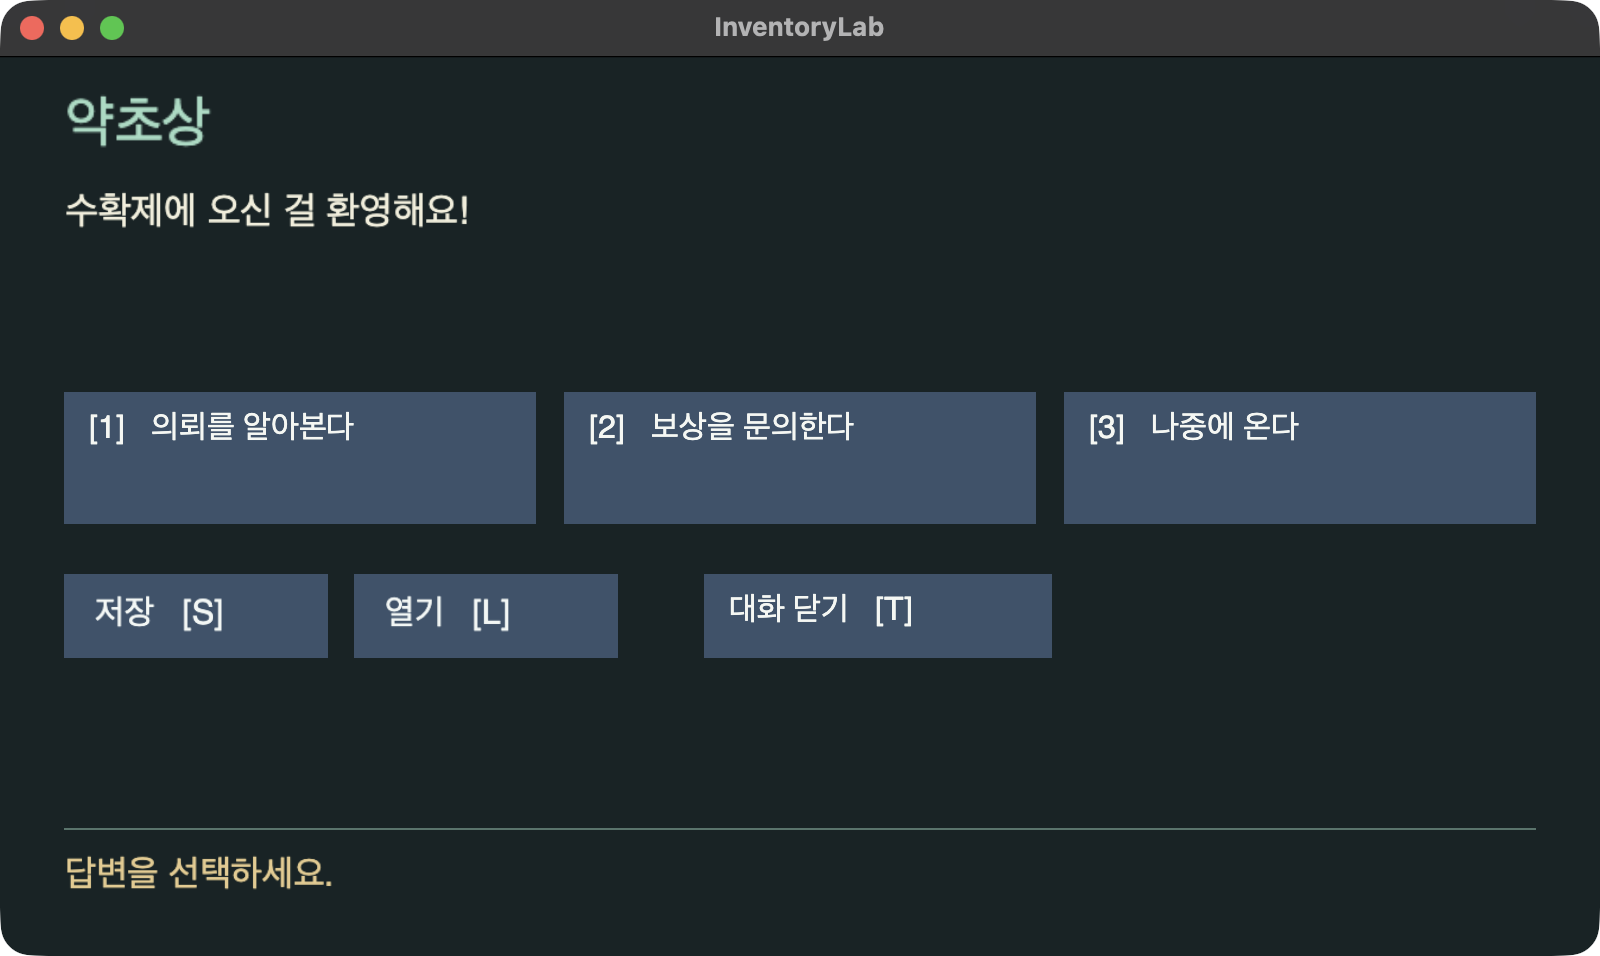 InventoryLab
약초상
수확제에 오신 걸 환영해요!
[1] 의뢰를 알아본다
[2] 보상을 문의한다
[3] 나중에 온다
저장 [S]
열기 [L]
대화 닫기 [T]
답변을 선택하세요.